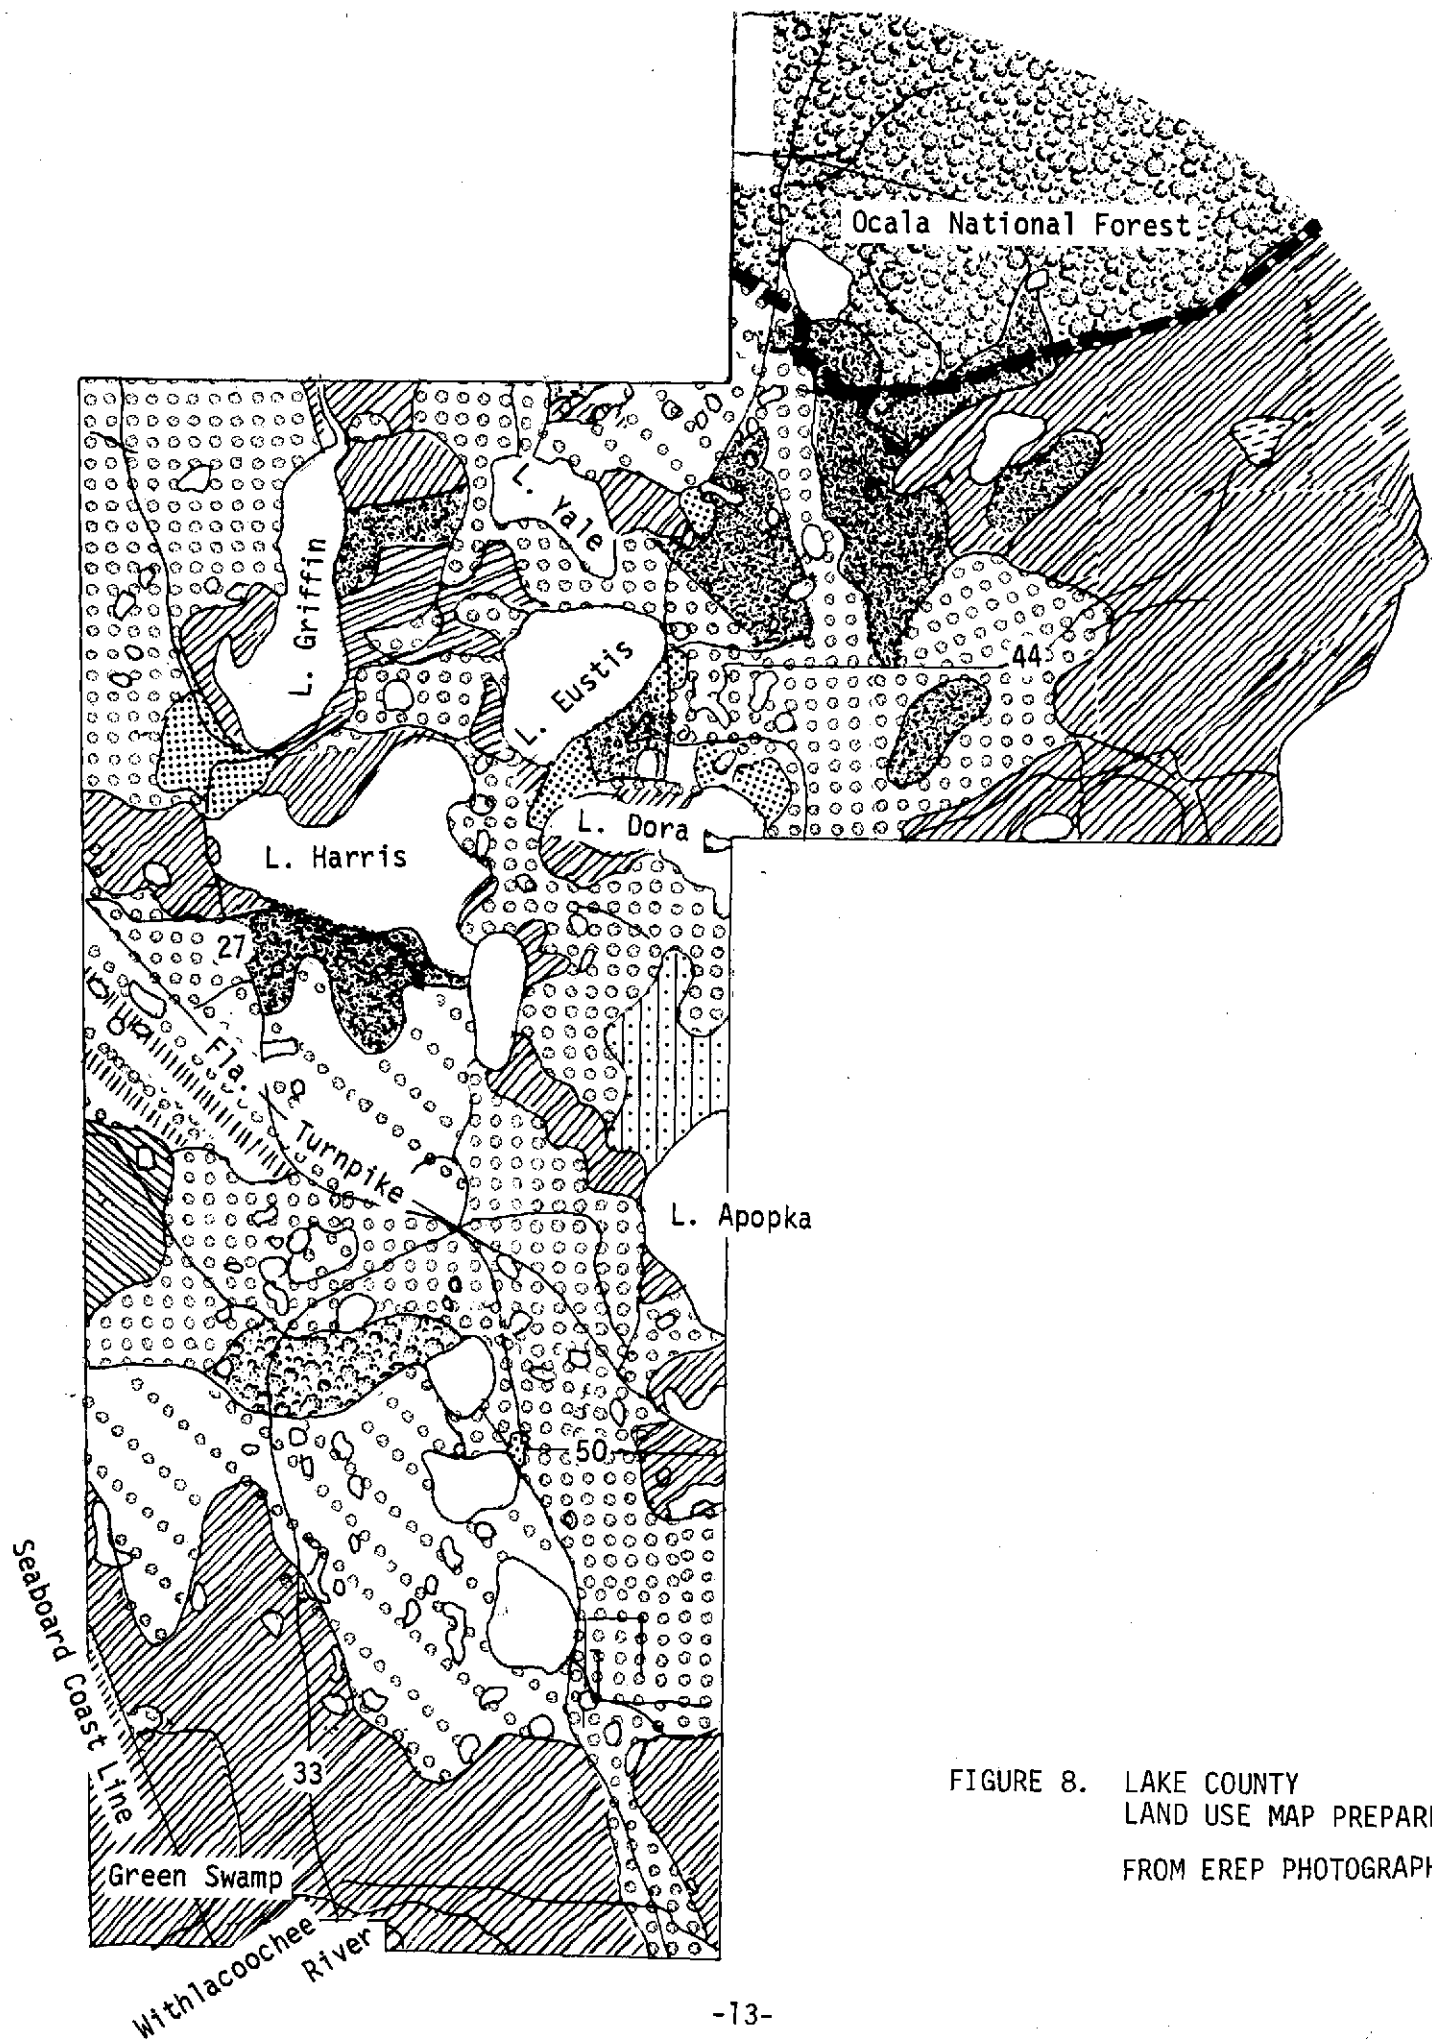 Ocala National Forest
L. Yale
L. Griffin
L. Eustis
44
L. Dora
L. Harris
27
Fla. Turnpike
L. Apopka
50
Seaboard Coast Line
33
Green Swamp
Withlacoochee
River
FIGURE 8. LAKE COUNTY
LAND USE MAP PREPAR
FROM EREP PHOTOGRAPH
-13-